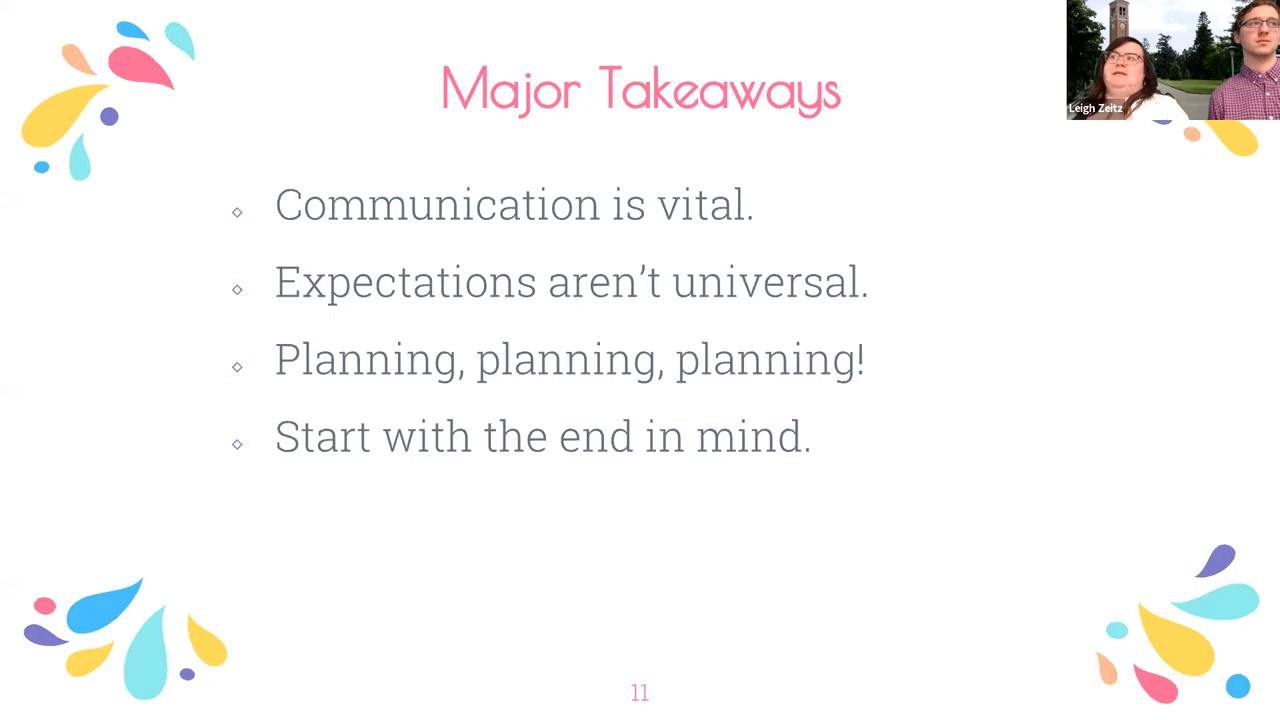 Major Takeaways
Leigh Zeitz
Communication is vital.
Expectations aren’t universal.
Planning, planning, planning!
Start with the end in mind.
11